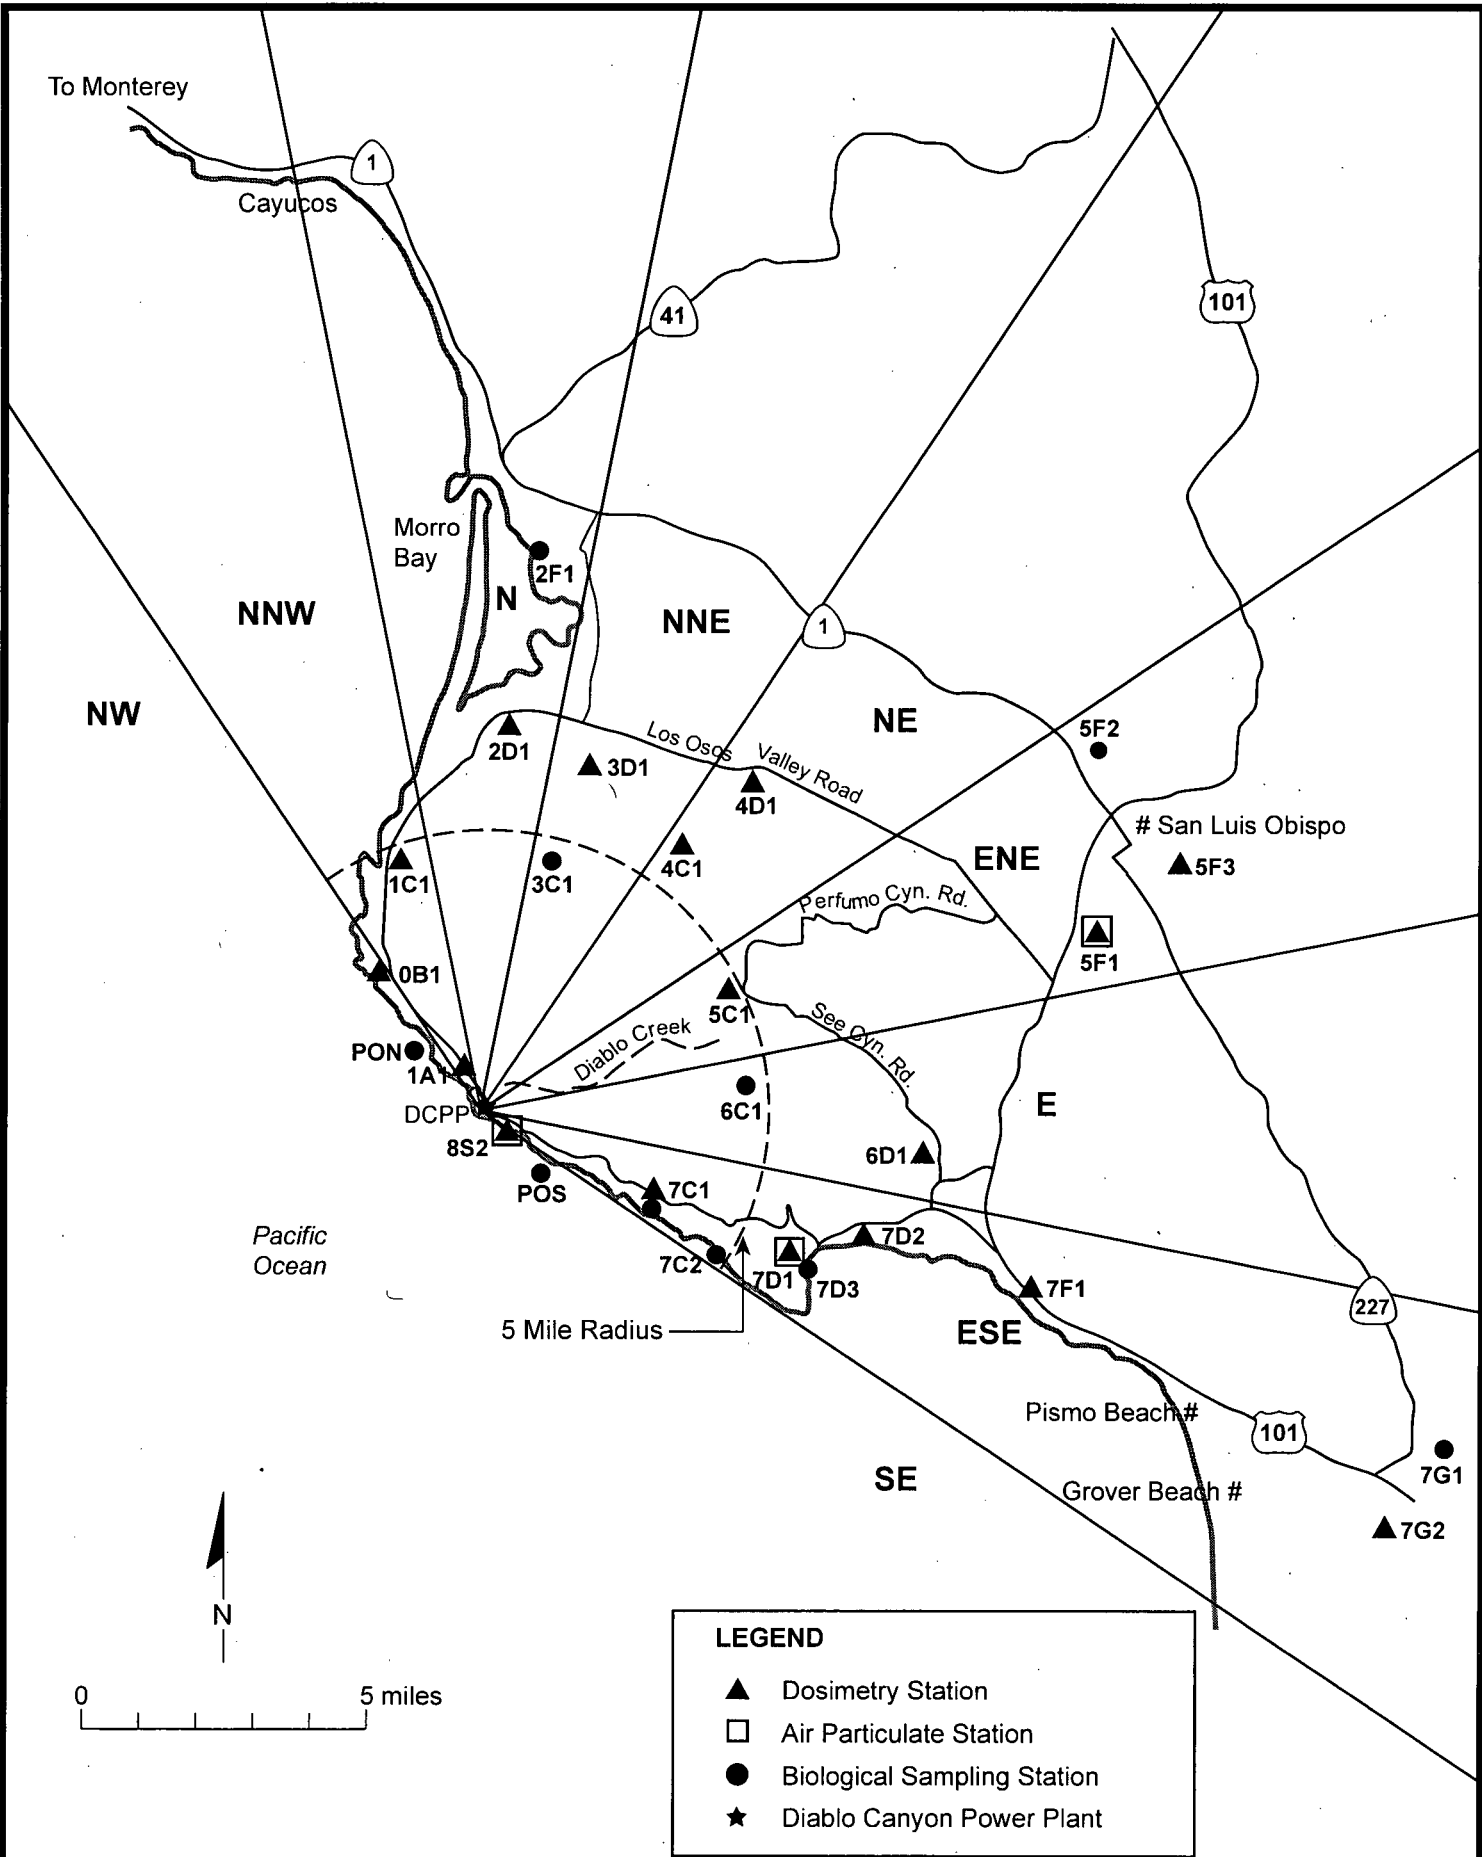 To Monterey
1
Cayucos
41
101
Morro
Bay
2F1
N
NNW
NNE
1
NW
NE
5F2
Los Osos Valley Road
2D1
3D1
4D1
# San Luis Obispo
4C1
ENE
5F3
1C1
3C1
Perfumo Cyn. Rd.
5F1
0B1
5C1
See Cyn. Rd.
Diablo Creek
PON
1A1
6C1
E
DCPP
8S2
6D1
POS
7C1
Pacific
Ocean
7D2
7C2
7D1
7D3
7F1
227
5 Mile Radius
ESE
Pismo Beach #
101
SE
7G1
Grover Beach #
7G2
N
0
5 miles
LEGEND
Dosimetry Station
Air Particulate Station
Biological Sampling Station
Diablo Canyon Power Plant